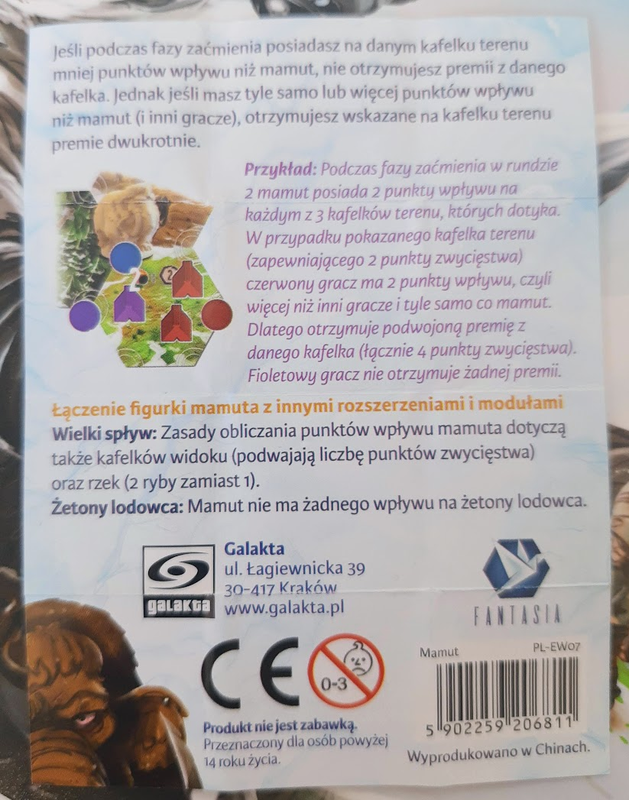 Jeśli podczas fazy zaćmienia posiadasz na danym kafelku terenu
mniej punktów wpływu niż mamut, nie otrzymujesz premii z danego
kafelka. Jednak jeśli masz tyle samo lub więcej punktów wpływu
niż mamut (i inni gracze), otrzymujesz wskazane na kafelku terenu
premie dwukrotnie.
Przykład: Podczas fazy zaćmienia w rundzie
2 mamut posiada 2 punkty wpływu na
każdym z 3 kafelków terenu, których dotyka.
W przypadku pokazanego kafelka terenu
(zapewniającego 2 punkty zwycięstwa)
czerwony gracz ma 2 punkty wpływu, czyli
więcej niż inni gracze i tyle samo co mamut.
Dlatego otrzymuje podwojoną premię z
danego kafelka (łącznie 4 punkty zwycięstwa).
Fioletowy gracz nie otrzymuje żadnej premii.
Łączenie figurki mamuta z innymi rozszerzeniami i modułami
Wielki spływ: Zasady obliczania punktów wpływu mamuta dotyczą
także kafelków widoku (podwajają liczbę punktów zwycięstwa)
oraz rzek (2 ryby zamiast 1).
Żetony lodowca: Mamut nie ma żadnego wpływu na żetony lodowca.
galakta
Galakta
ul. Łagiewnicka 39
30-417 Kraków
www.galakta.pl
FANTASIA
CE
0-3
Produkt nie jest zabawką.
Przeznaczony dla osób powyżej
14 roku życia.
Mamut PL-EW07
5 902259 206811
Wyprodukowano w Chinach.